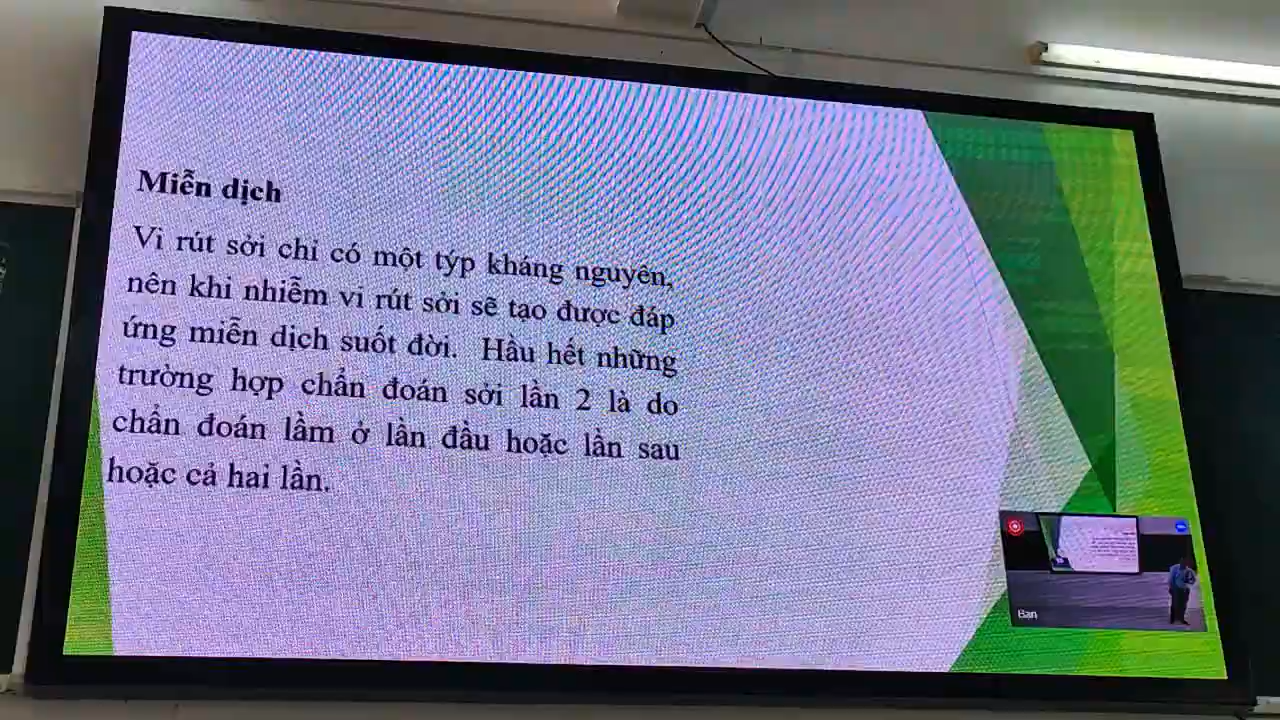 Miễn dịch
Vi rút sởi chỉ có một týp kháng nguyên,
nên khi nhiễm vi rút sởi sẽ tạo được đáp
ứng miễn dịch suốt đời. Hầu hết những
trường hợp chẩn đoán sởi lần 2 là do
chẩn đoán lầm ở lần đầu hoặc lần sau
hoặc cả hai lần.
Bạn